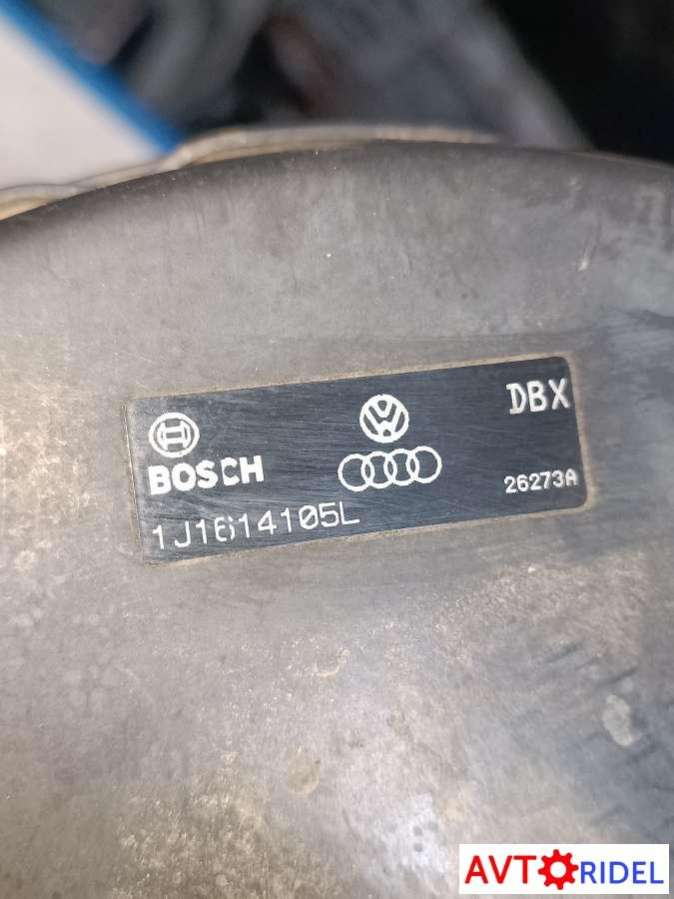 DBX
BOSCH
26273A
1J1614105L
AVTORIDEL